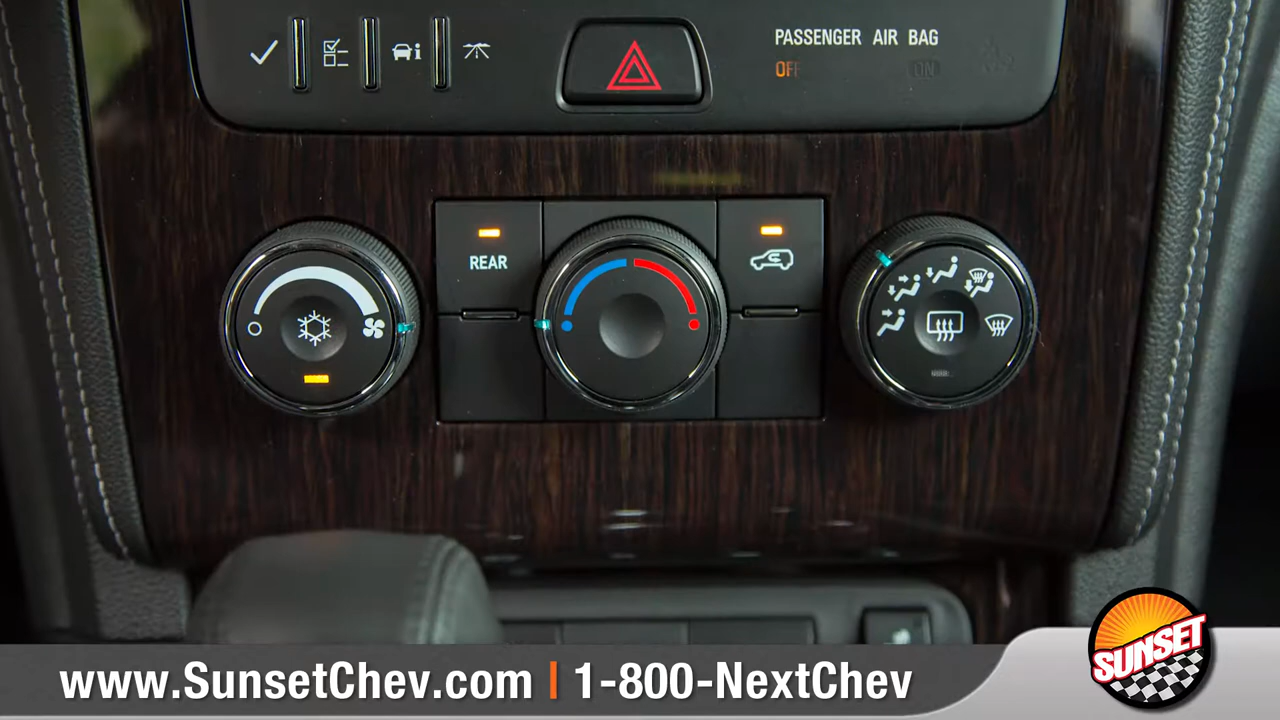 PASSENGER AIR BAG
OFF ON
REAR
www.SunsetChev.com | 1-800-NextChev
SUNSET